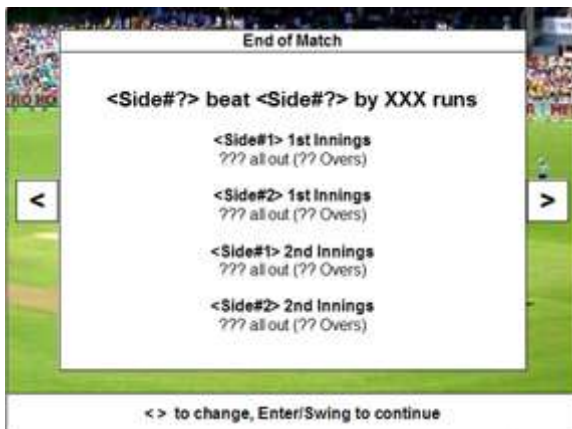 End of Match
<Side#?> beat <Side#?> by XXX runs
<Side#1> 1st Innings
??? all out (?? Overs)
<Side#2> 1st Innings
??? all out (?? Overs)
<
>
<Side#1> 2nd Innings
??? all out (?? Overs)
<Side#2> 2nd Innings
??? all out (?? Overs)
< > to change, Enter/Swing to continue